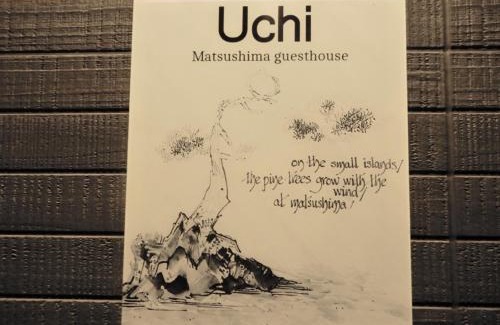 Uchi
Matsushima guesthouse
on the small islands/
the pine trees grow with the
wind/
at matsushima!